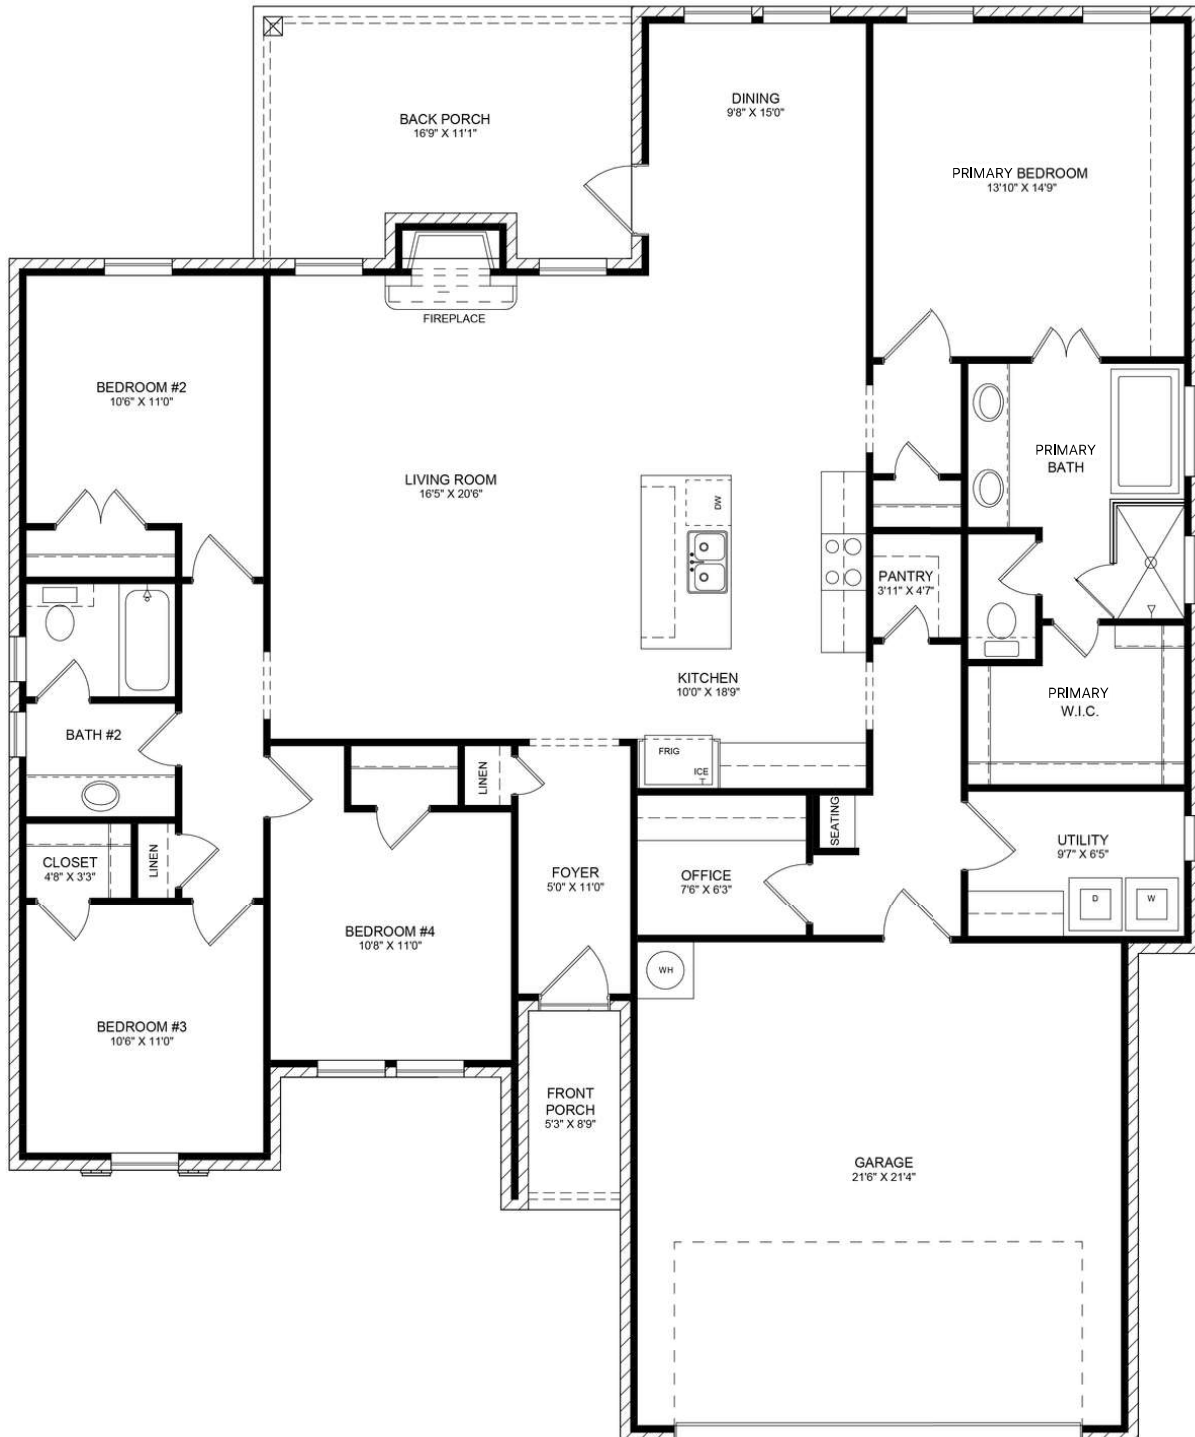 DINING
9'8" X 15'0"
BACK PORCH
16'9" X 11'1"
PRIMARY BEDROOM
13'10" X 14'9"
FIREPLACE
BEDROOM #2
10'6" X 11'0"
LIVING ROOM
16'5" X 20'6"
PRIMARY
BATH
DW
PANTRY
3'11" X 4'7"
KITCHEN
10'0" X 18'9"
PRIMARY
W.I.C.
BATH #2
FRIG
ICE
LINEN
SEATING
UTILITY
9'7" X 6'5"
D
W
CLOSET
4'8" X 3'3"
LINEN
FOYER
5'0" X 11'0"
OFFICE
7'6" X 6'3"
BEDROOM #4
10'8" X 11'0"
WH
BEDROOM #3
10'6" X 11'0"
FRONT
PORCH
5'3" X 8'9"
GARAGE
21'6" X 21'4"